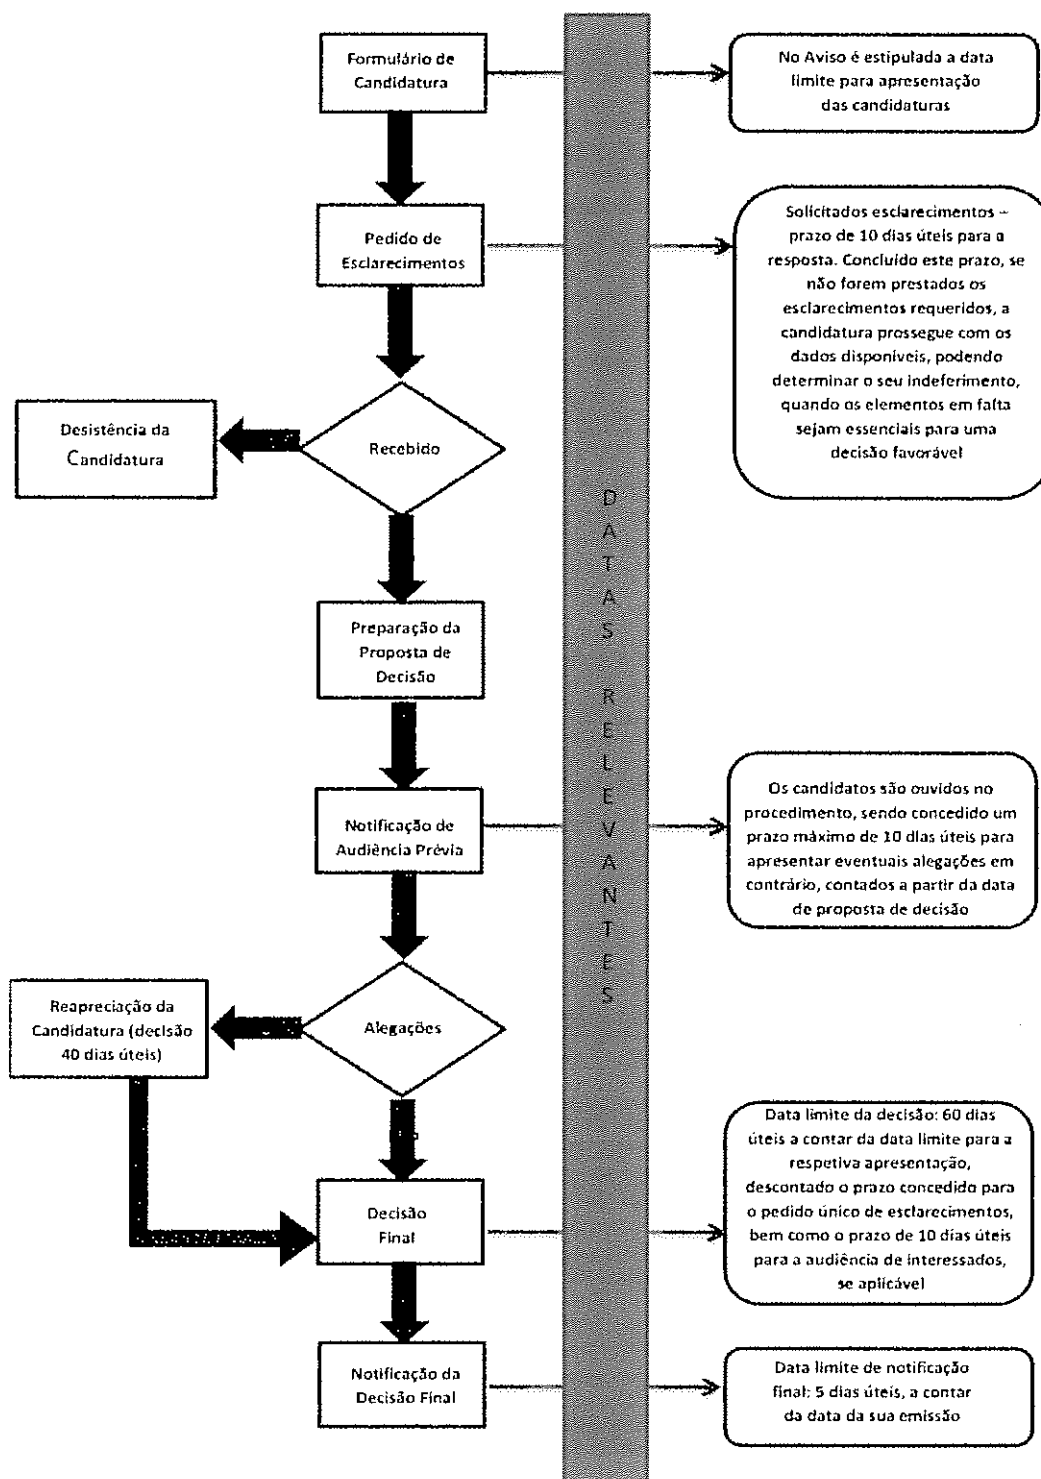 Formulário de
Candidatura
No Aviso é estipulada a data
limite para apresentação
das candidaturas
Pedido de
Esclarecimentos
Solicitados esclarecimentos –
prazo de 10 dias úteis para a
resposta. Concluído este prazo, se
não forem prestados os
esclarecimentos requeridos, a
candidatura prossegue com os
dados disponíveis, podendo
determinar o seu indeferimento,
quando os elementos em falta
sejam essenciais para uma
decisão favorável
Desistência da
Candidatura
Recebido
DATAS RELEVANTES
Preparação da
Proposta de
Decisão
Notificação de
Audiência Prévia
Os candidatos são ouvidos no
procedimento, sendo concedido um
prazo máximo de 10 dias úteis para
apresentar eventuais alegações em
contrário, contados a partir da data
de proposta de decisão
Reapreciação da
Candidatura (decisão
40 dias úteis)
Alegações
Data limite da decisão: 60 dias
úteis a contar da data limite para a
respetiva apresentação,
descontado o prazo concedido para
o pedido único de esclarecimentos,
bem como o prazo de 10 dias úteis
para a audiência de interessados,
se aplicável
Decisão
Final
Notificação da
Decisão Final
Data limite de notificação
final: 5 dias úteis, a contar
da data da sua emissão